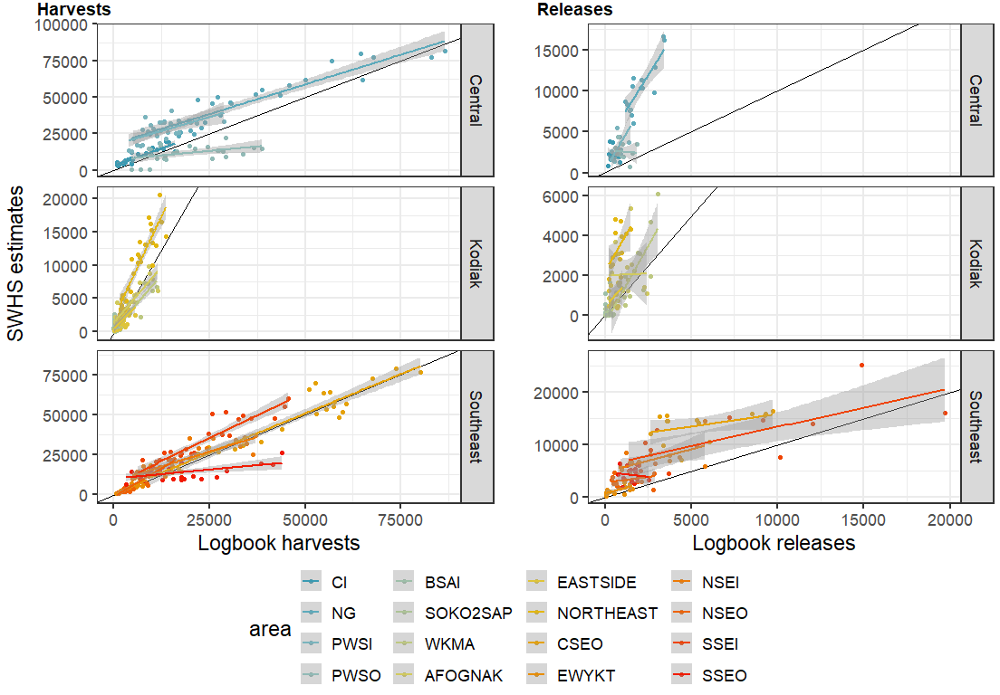 Harvests
Releases
SWHS estimates
100000
75000
50000
25000
0
Central
15000
10000
5000
0
Central
20000
15000
10000
5000
0
Kodiak
6000
4000
2000
0
Kodiak
75000
50000
25000
0
Southeast
20000
10000
0
Southeast
0 25000 50000 75000
0 5000 10000 15000 20000
Logbook harvests
Logbook releases
area
CI BSAI EASTSIDE NSEI
NG SOKO2SAP NORTHEAST NSEO
PWSI WKMA CSEO SSEI
PWSO AFOGNAK EWYKT SSEO